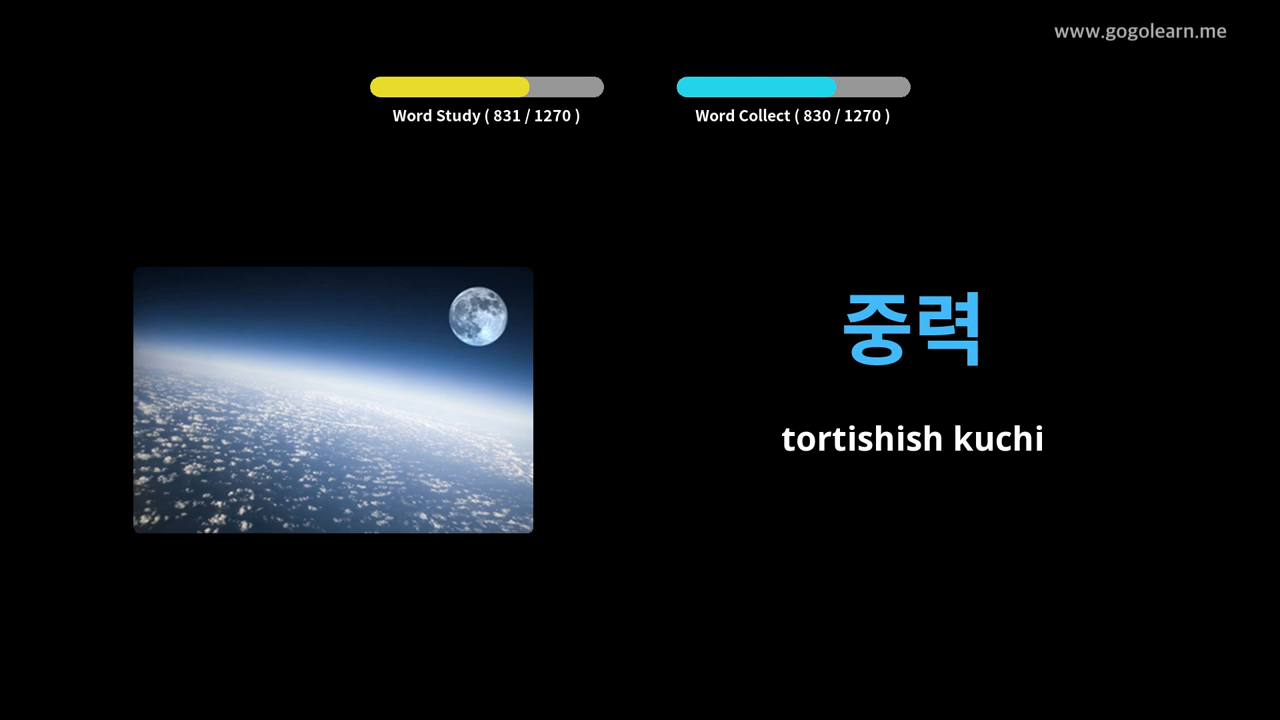 www.gogolearn.me
Word Study ( 831 / 1270 )
Word Collect ( 830 / 1270 )
중력
tortishish kuchi